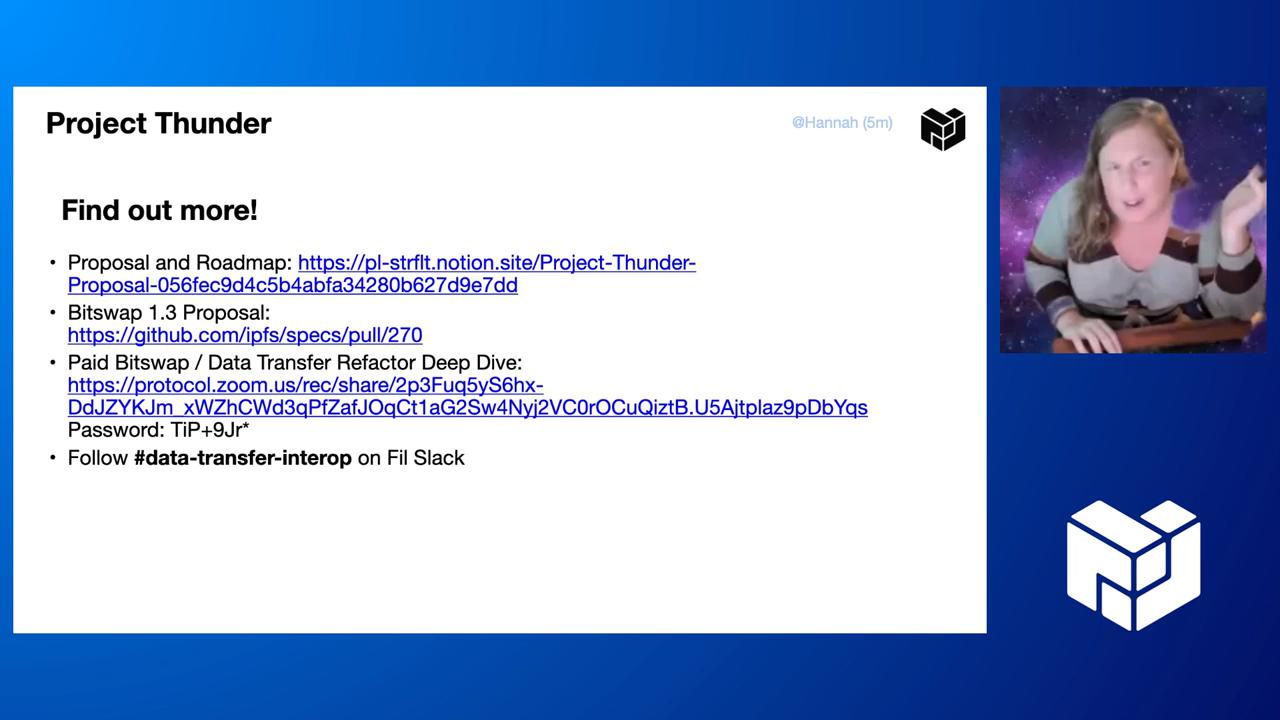 Project Thunder
@Hannah (5m)
Find out more!
• Proposal and Roadmap: https://pl-strflt.notion.site/Project-Thunder-
Proposal-056fec9d4c5b4abfa34280b627d9e7dd
• Bitswap 1.3 Proposal:
https://github.com/ipfs/specs/pull/270
• Paid Bitswap / Data Transfer Refactor Deep Dive:
https://protocol.zoom.us/rec/share/2p3Fuq5yS6hx-
DdJZYKJm_xWZhCWd3qPfZafJOqCt1aG2Sw4Nyj2VC0rOCuQiztB.U5Ajtplaz9pDbYqs
Password: TiP+9Jr*
• Follow #data-transfer-interop on Fil Slack